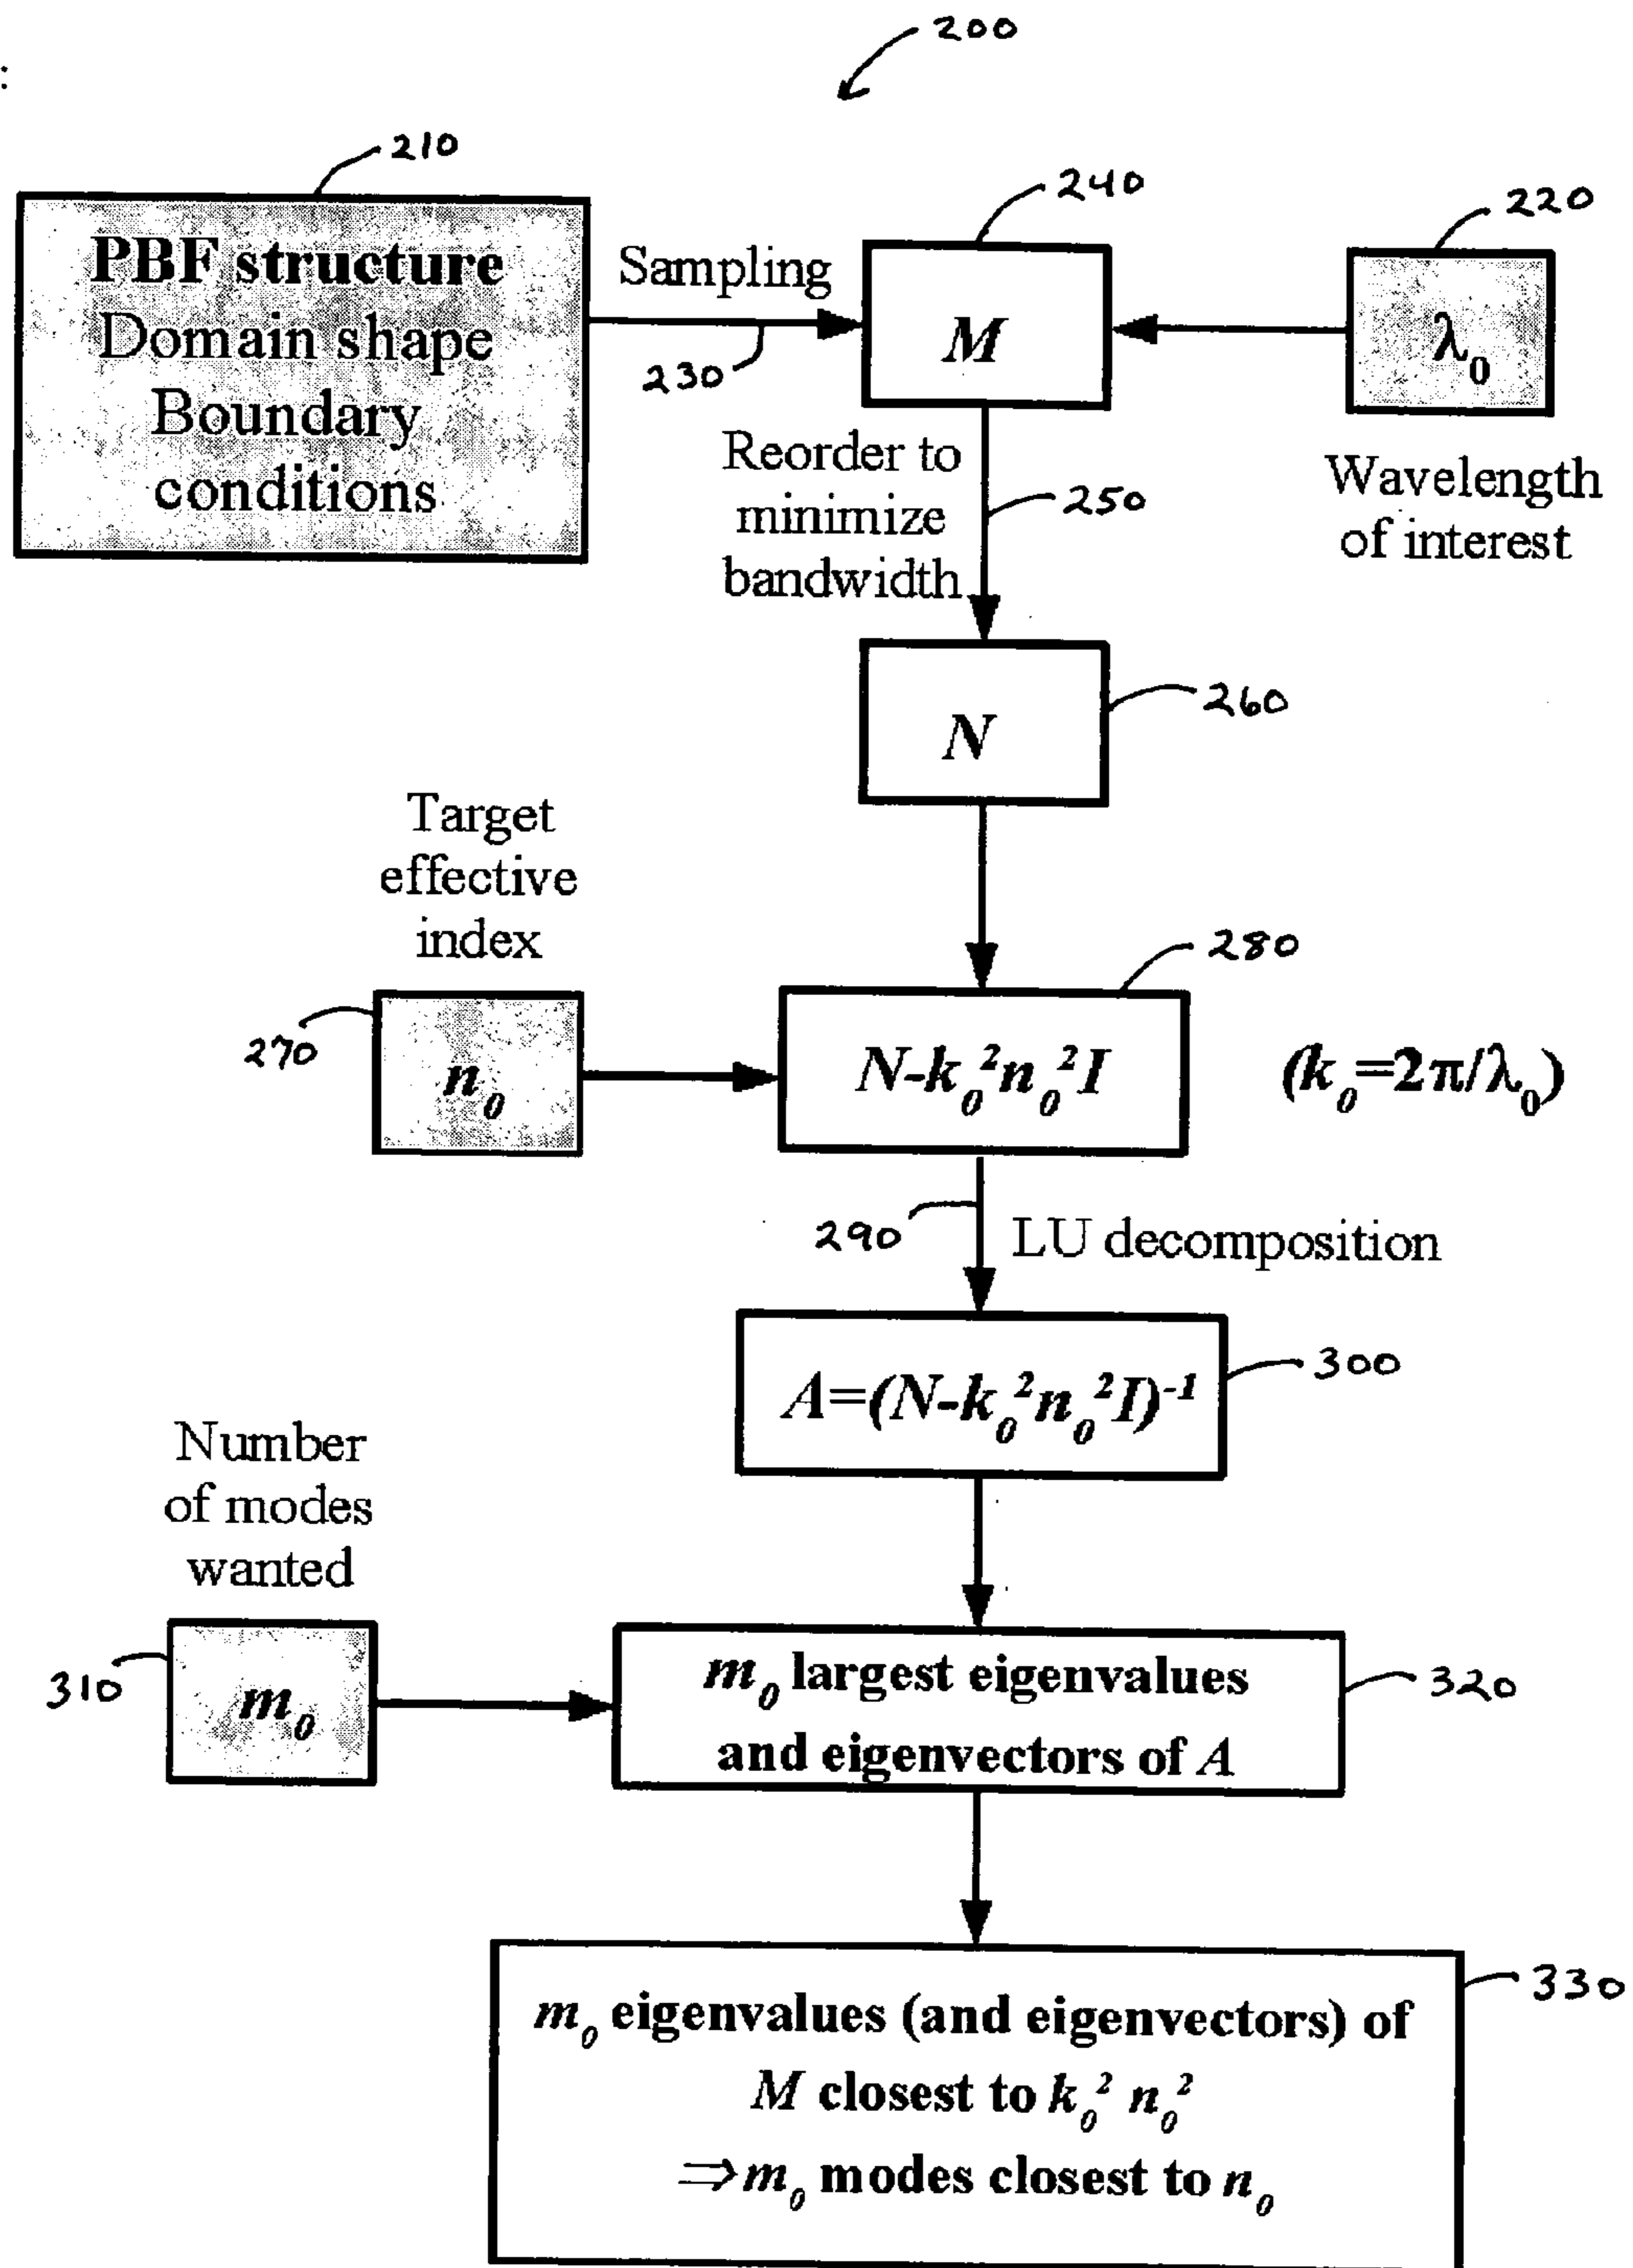 :
200
210
PBF structure
Domain shape
Boundary
conditions
Sampling
230
240
M
220
λ₀
Wavelength
of interest
Reorder to
minimize
bandwidth
250
N
260
Target
effective
index
270
n₀
280
N-k₀²n₀²I
(k₀=2π/λ₀)
290
LU decomposition
A=(N-k₀²n₀²I)⁻¹
300
Number
of modes
wanted
310
m₀
m₀ largest eigenvalues
and eigenvectors of A
320
m₀ eigenvalues (and eigenvectors) of
M closest to k₀² n₀²
⇒m₀ modes closest to n₀
330